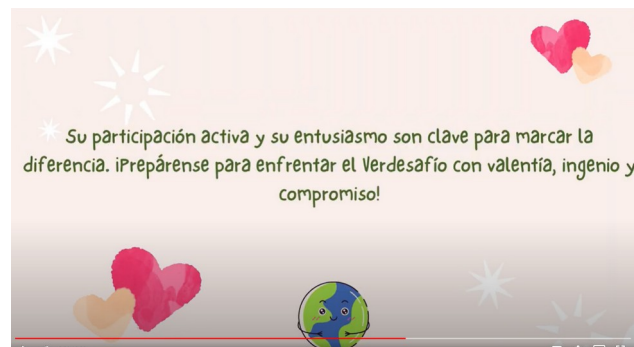 Su participación activa y su entusiasmo son clave para marcar la
diferencia. ¡Prepárense para enfrentar el Verdesafío con valentía, ingenio y
compromiso!